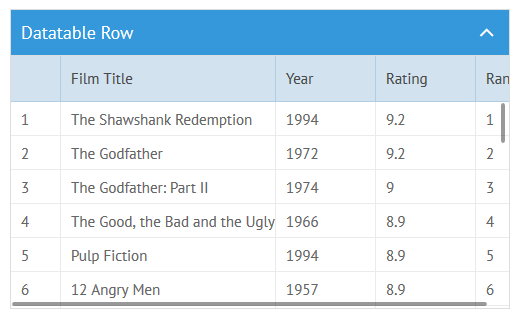 Datatable Row
Film Title Year Rating Ran
1 The Shawshank Redemption 1994 9.2 1
2 The Godfather 1972 9.2 2
3 The Godfather: Part II 1974 9 3
4 The Good, the Bad and the Ugly 1966 8.9 4
5 Pulp Fiction 1994 8.9 5
6 12 Angry Men 1957 8.9 6